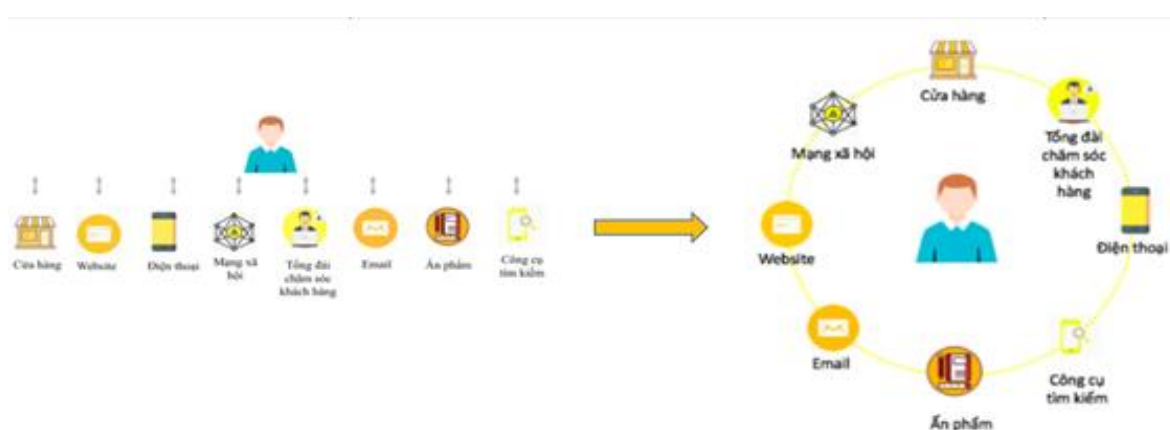 Cửa hàng
Website
Điện thoại
Mạng xã
hội
Tổng đài
chăm sóc
khách hàng
Email
Ấn phẩm
Công cụ
tìm kiếm
Cửa hàng
Tổng đài
chăm sóc
khách
hàng
Mạng xã hội
Điện thoại
Website
Email
Công cụ
tìm kiếm
Ấn phẩm